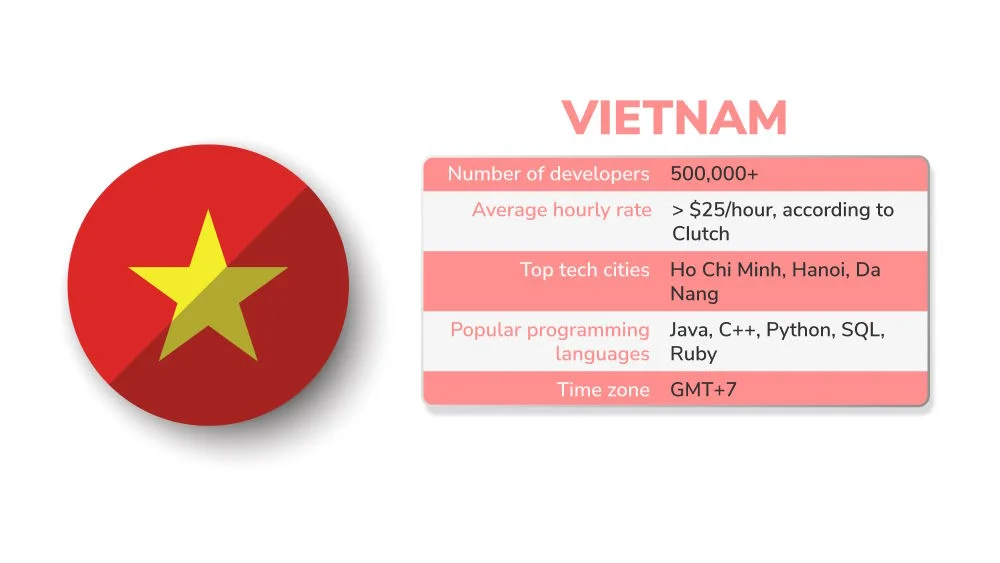 VIETNAM
Number of developers 500,000+
Average hourly rate > $25/hour, according to
Clutch
Top tech cities Ho Chi Minh, Hanoi, Da
Nang
Popular programming Java, C++, Python, SQL,
languages Ruby
Time zone GMT+7